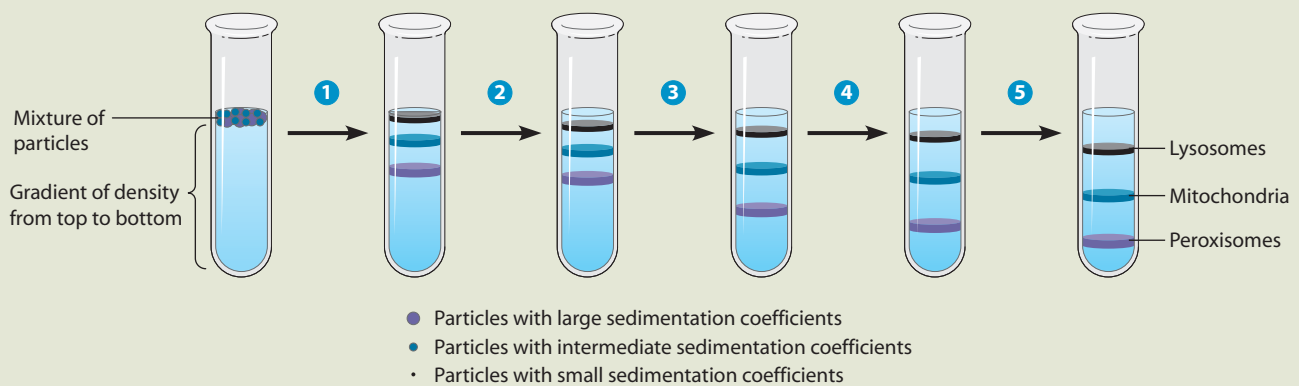 1
2
3
4
5
Mixture of
particles
Gradient of density
from top to bottom
Lysosomes
Mitochondria
Peroxisomes
Particles with large sedimentation coefficients
Particles with intermediate sedimentation coefficients
Particles with small sedimentation coefficients